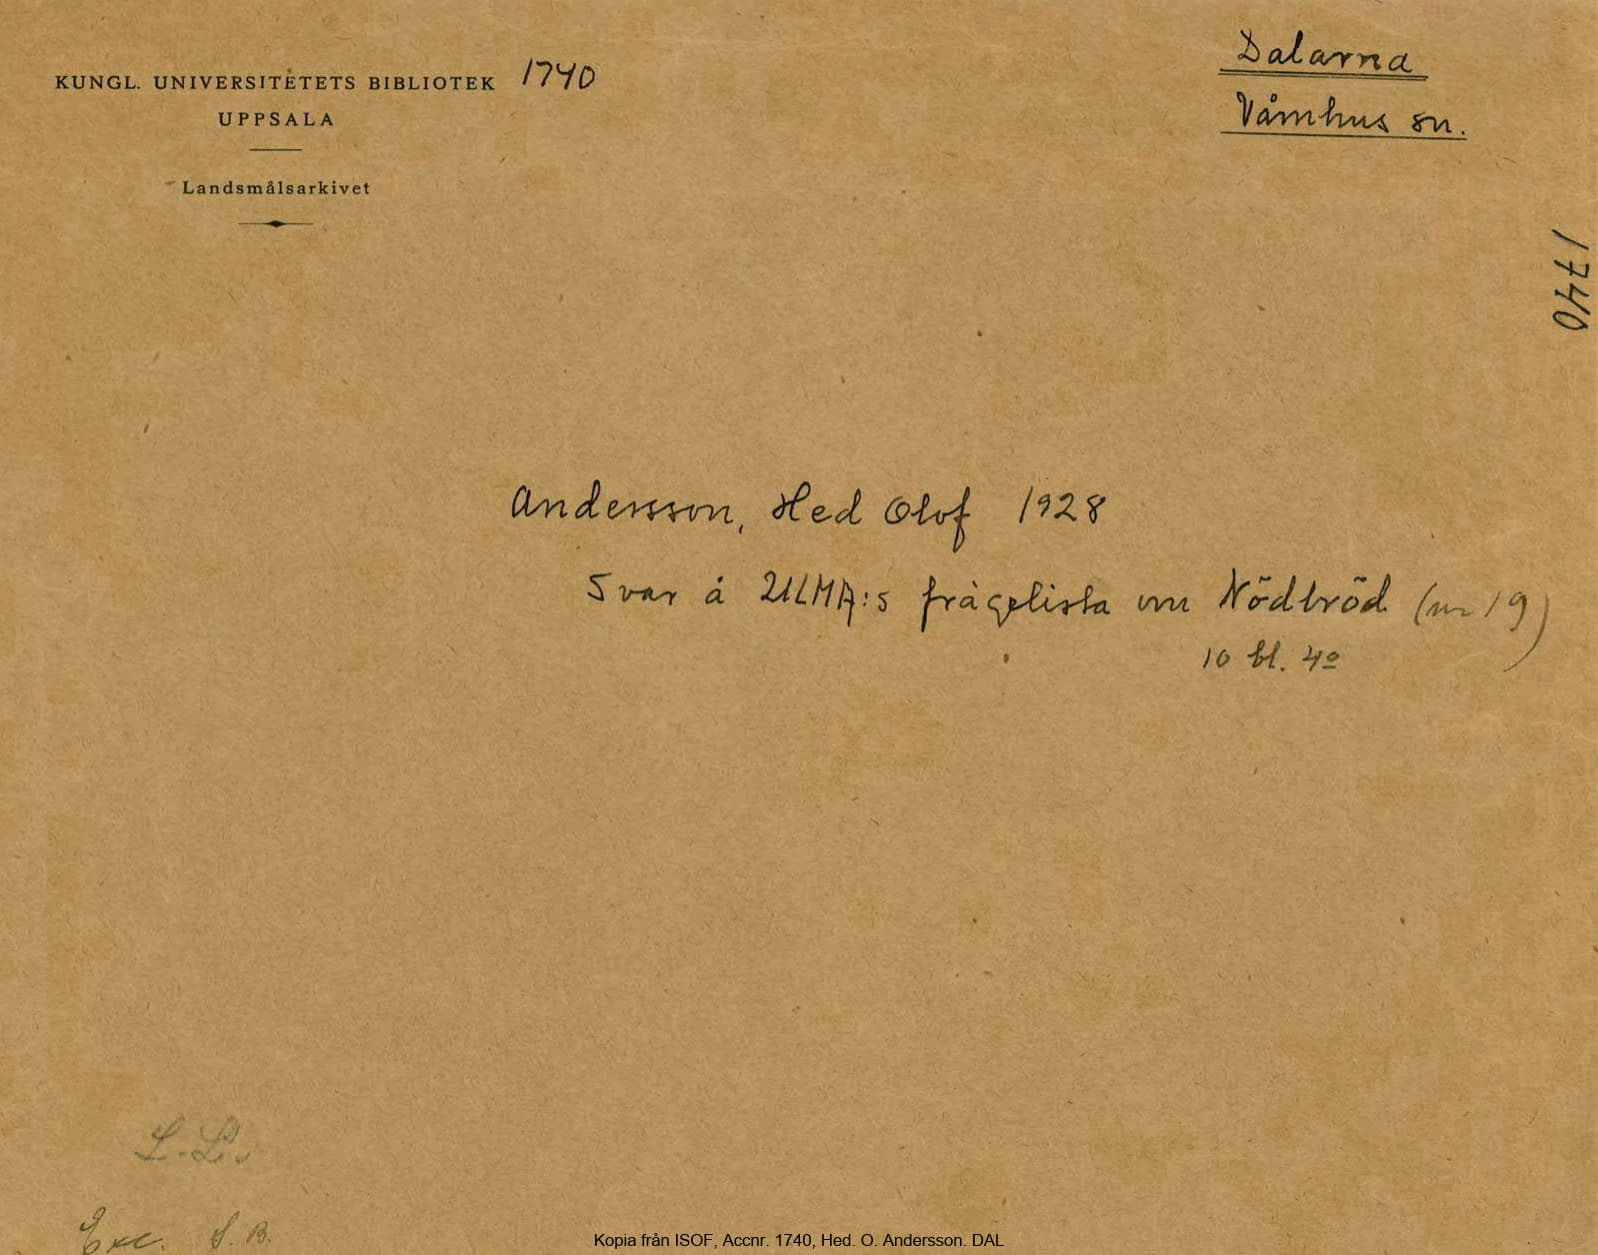 KUNGL. UNIVERSITETETS BIBLIOTEK 1740
UPPSALA
Landsmålsarkivet
Dalarna
Våmhus sn.
1740
Andersson, Hed Olof 1928
Svar å ULMA:s frågelista om Nödbröd (nr 19)
10 bl. 4o
L.L.
Exc. S.B.
Kopia från ISOF, Accnr. 1740, Hed. O. Andersson. DAL